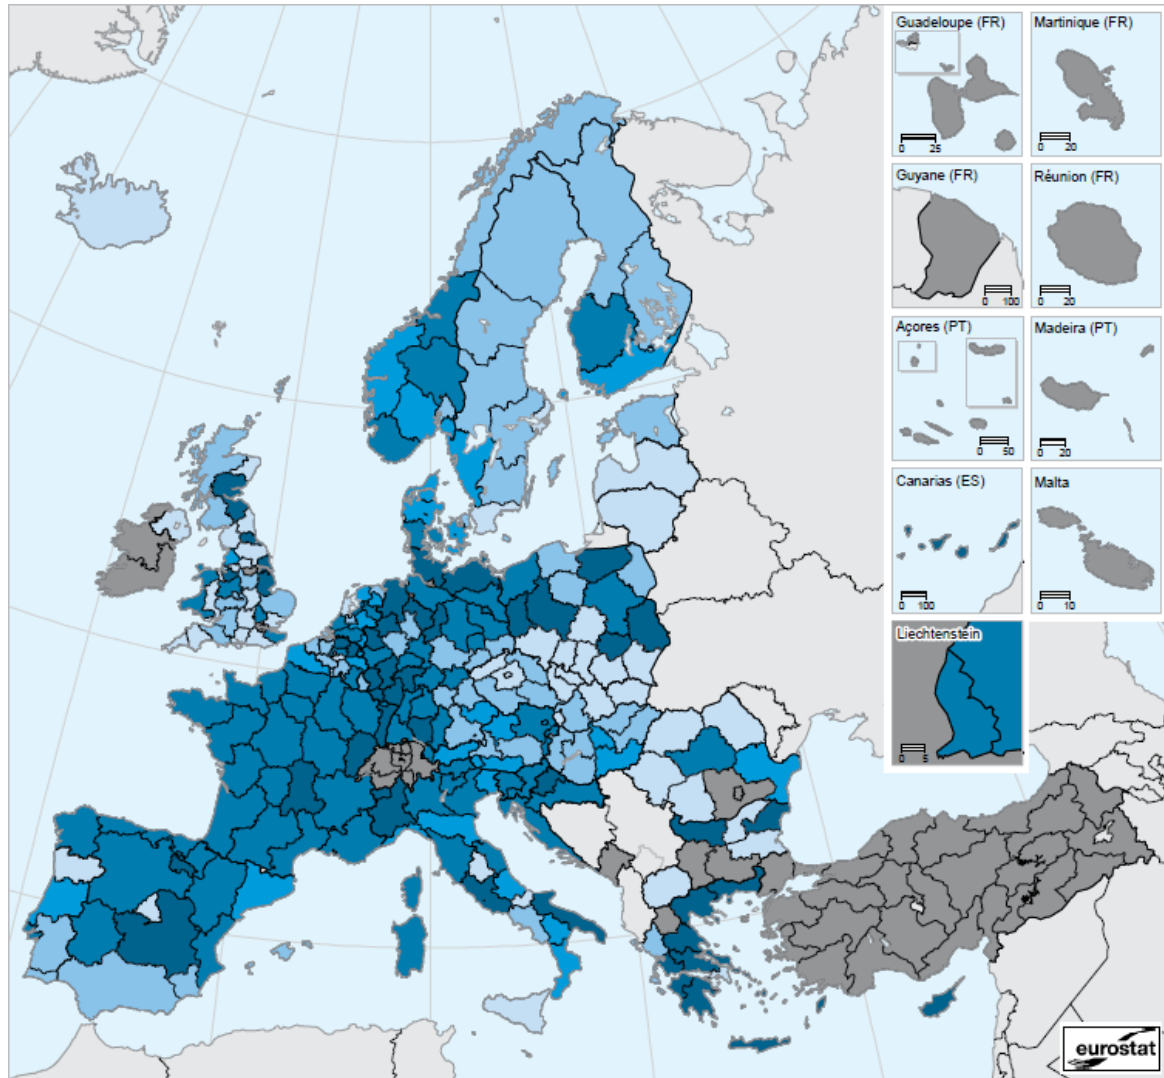 Guadeloupe (FR)
0 25
Martinique (FR)
0 20
Guyane (FR)
0 100
Réunion (FR)
0 20
Açores (PT)
0 50
Madeira (PT)
0 20
Canarias (ES)
0 100
Malta
0 10
Liechtenstein
0 5
eurostat